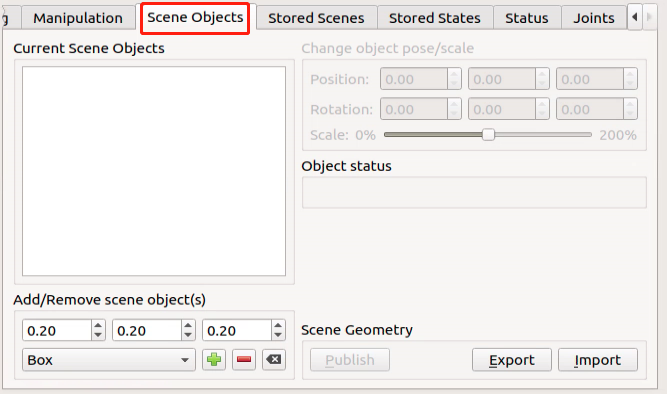 g Manipulation Scene Objects Stored Scenes Stored States Status Joints
Current Scene Objects
Change object pose/scale
Position: 0.00 0.00 0.00
Rotation: 0.00 0.00 0.00
Scale: 0% 200%
Object status
Add/Remove scene object(s)
0.20 0.20 0.20
Box
Scene Geometry
Publish Export Import